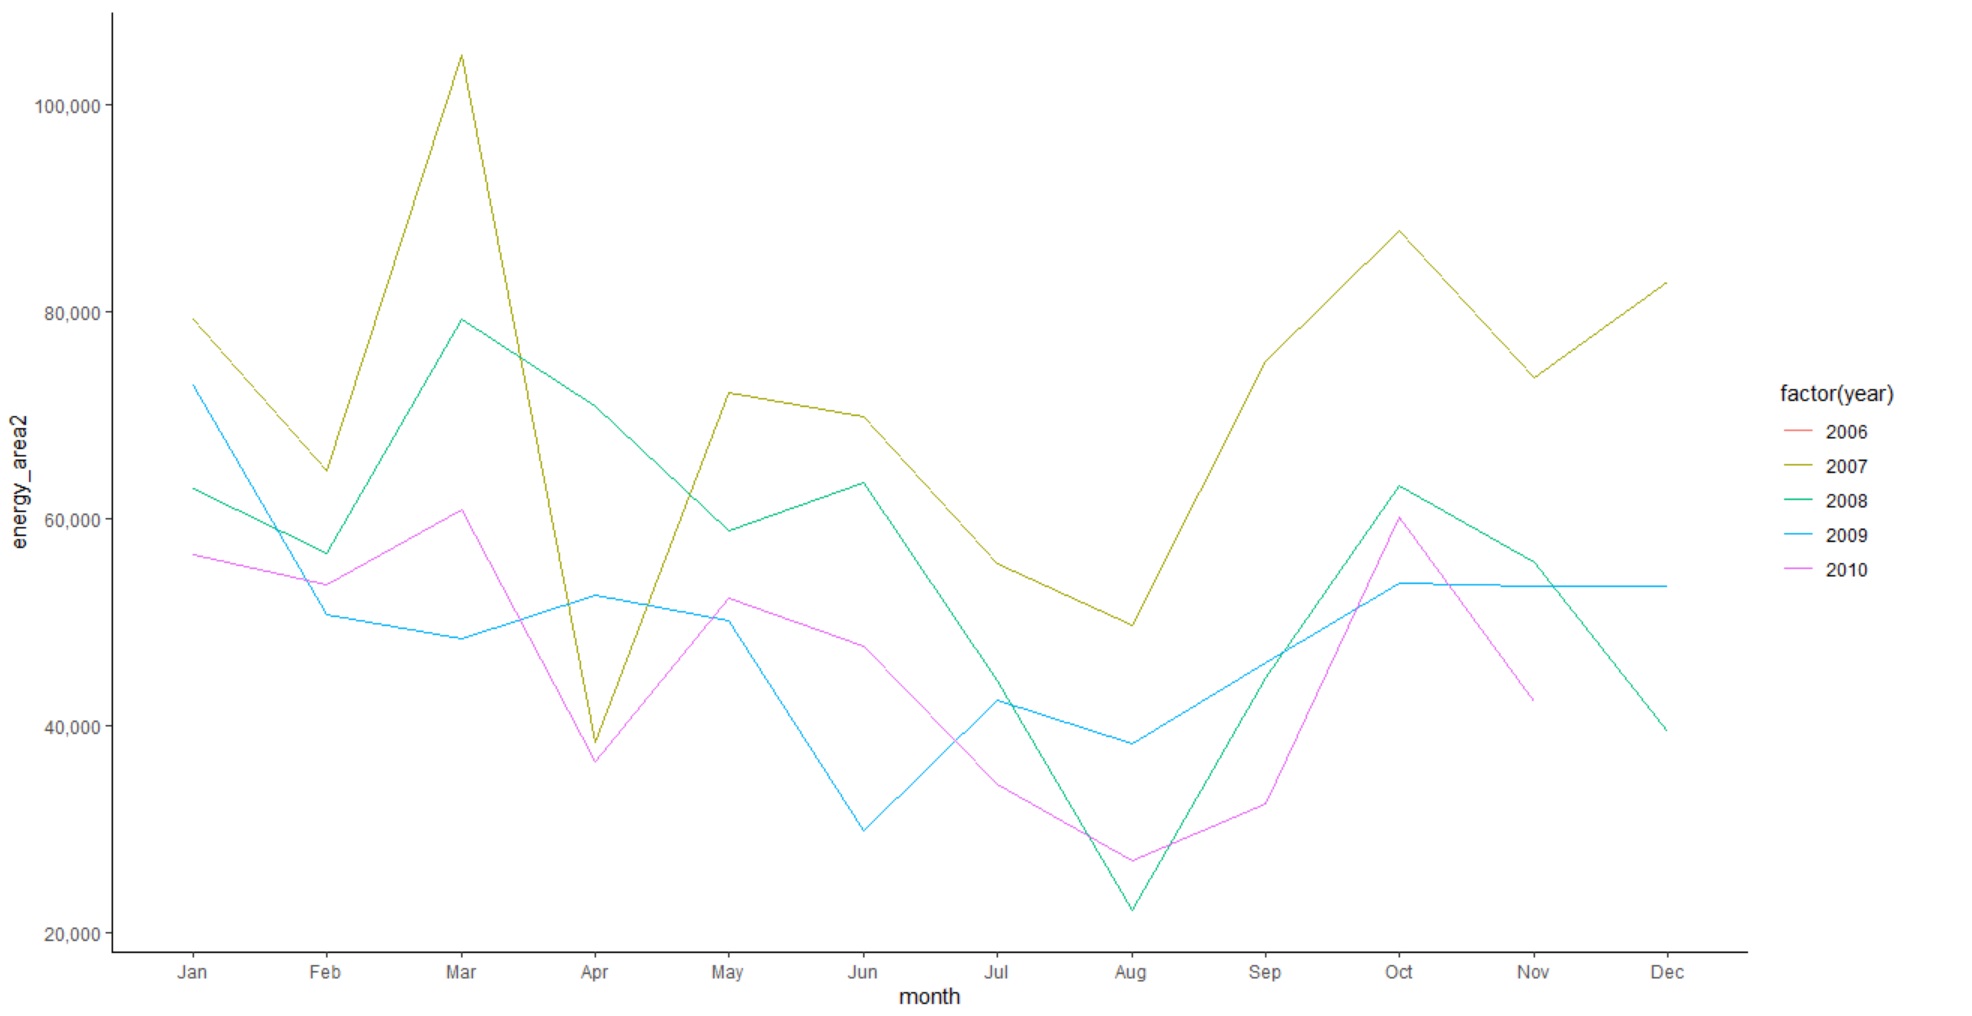 100,000
80,000
60,000
40,000
20,000
energy_area2
Jan Feb Mar Apr May Jun Jul Aug Sep Oct Nov Dec
month
factor(year)
2006
2007
2008
2009
2010